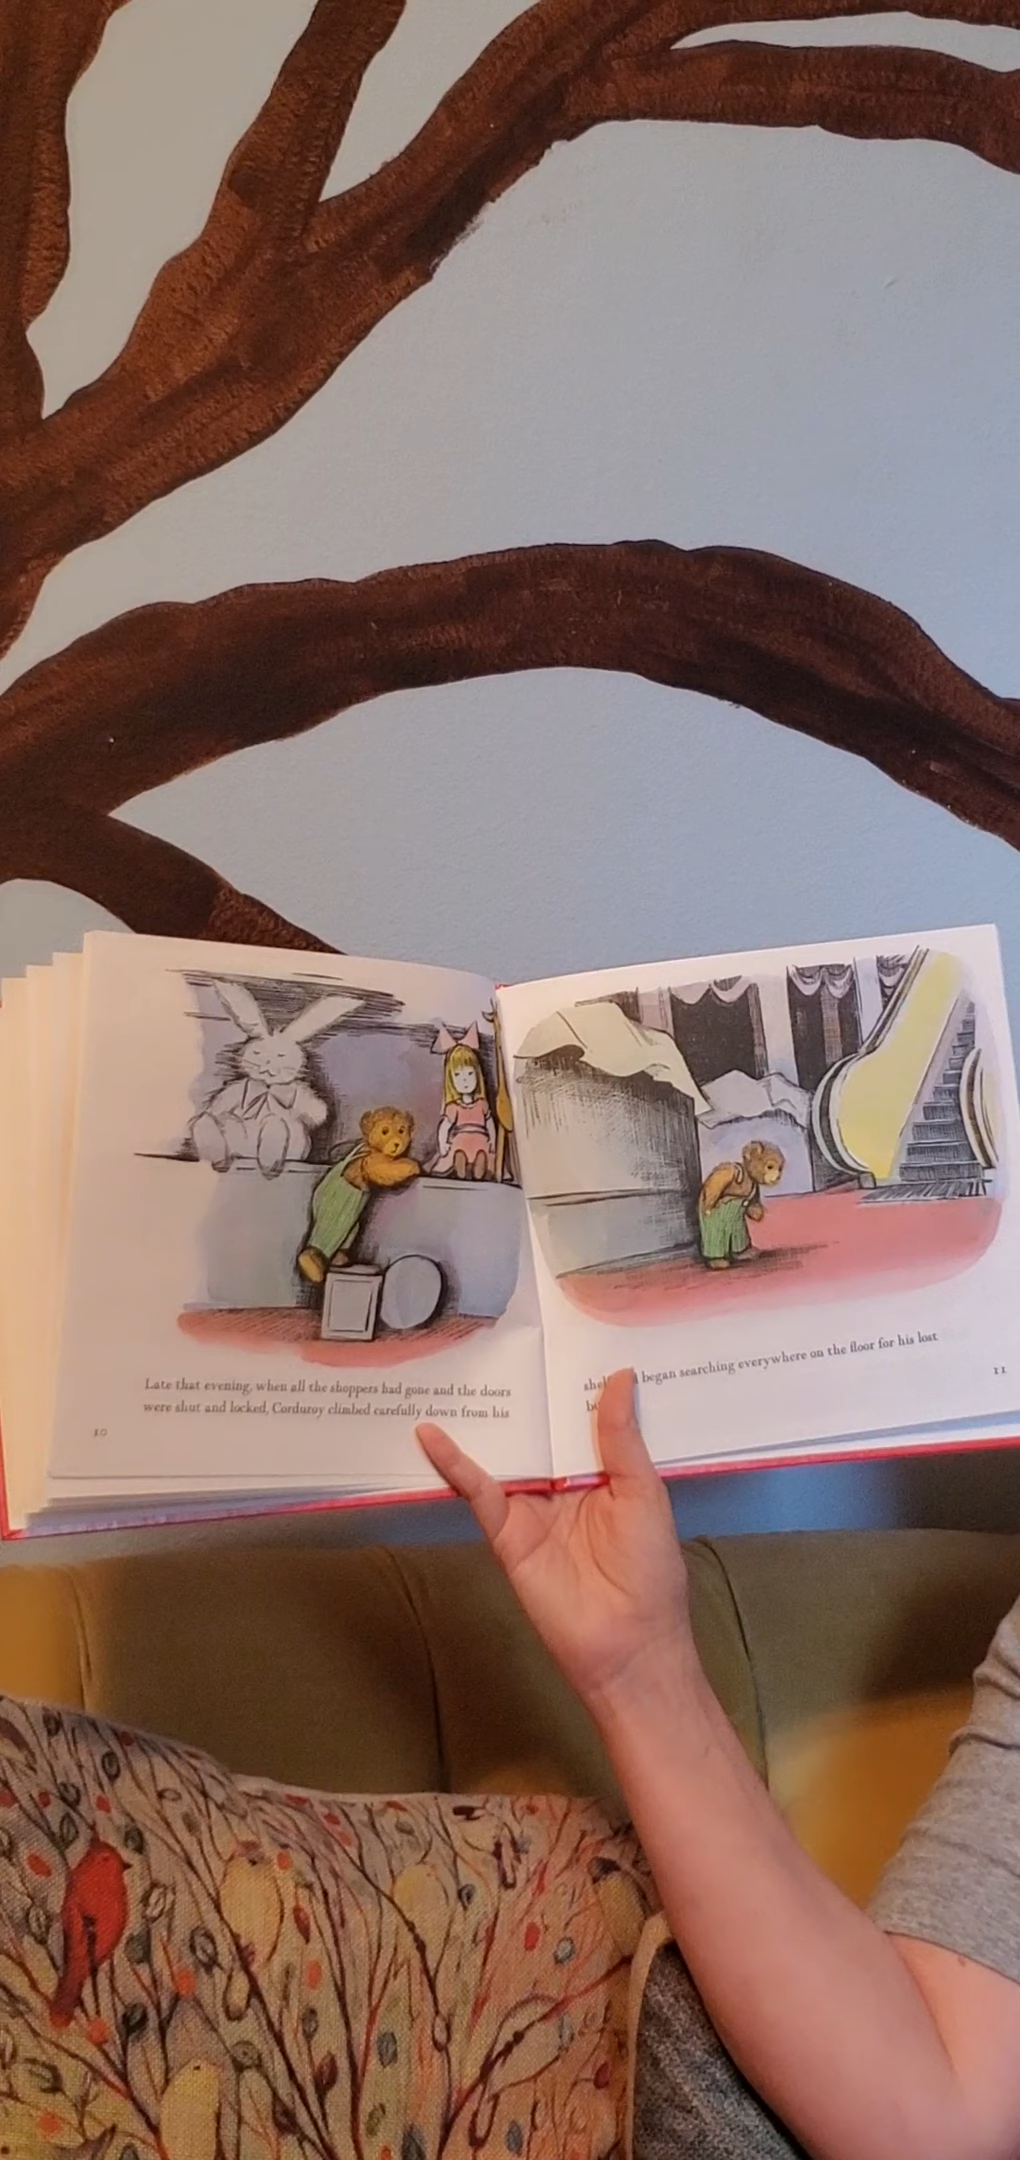 Late that evening, when all the shoppers had gone and the doors
were shut and locked, Corduroy climbed carefully down from his
10
began searching everywhere on the floor for his lost
11